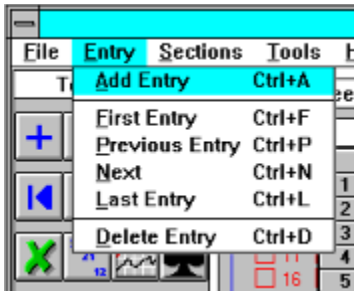 File Entry Sections Tools
Add Entry Ctrl+A
First Entry Ctrl+F
Previous Entry Ctrl+P
Next Ctrl+N
Last Entry Ctrl+L
Delete Entry Ctrl+D
1
2
3
4
16 5
12